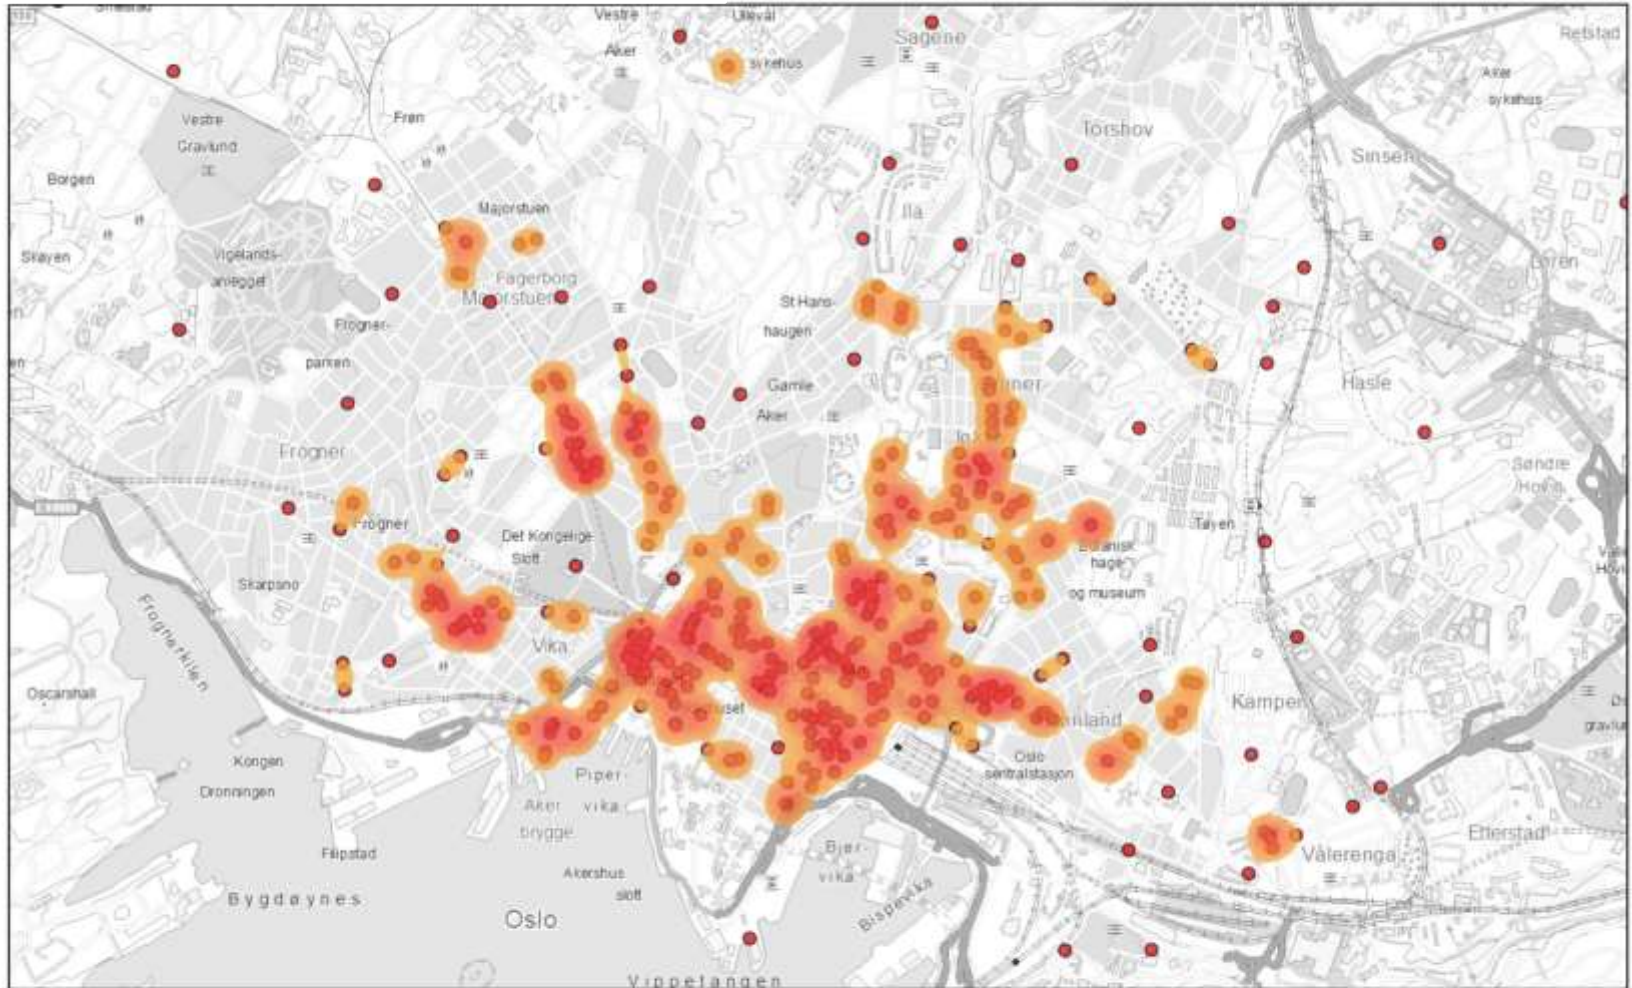 Vestre
Ullevål
Aker
sykehus
Sagene
Refstad
Aker
sykehus
Vestre
Gravlund
Frøn
Torshov
Sinsen
Borgen
Majorstuen
Ila
Skøyen
Vigelands-
anlegget
Fagerborg
Løren
Majorstuen
St Hans-
haugen
Frogner-
parken
Gamle
Aker
Hasle
Frogner
Søndre
Hovin
Frogner
Tøyen
Det Kongelige
Slott
Botanisk
hage
og museum
Skarpsno
Frognerkilen
Vika
Oscarshall
Kampen
Kongen
Dronningen
Oslo
sentralstasjon
Piper
vika
Aker
brygge
Filipstad
Efterstad
Vålerenga
Bjør-
vika
Bispevika
Akershus
slott
Bygdøynes
Oslo
Vippetangen